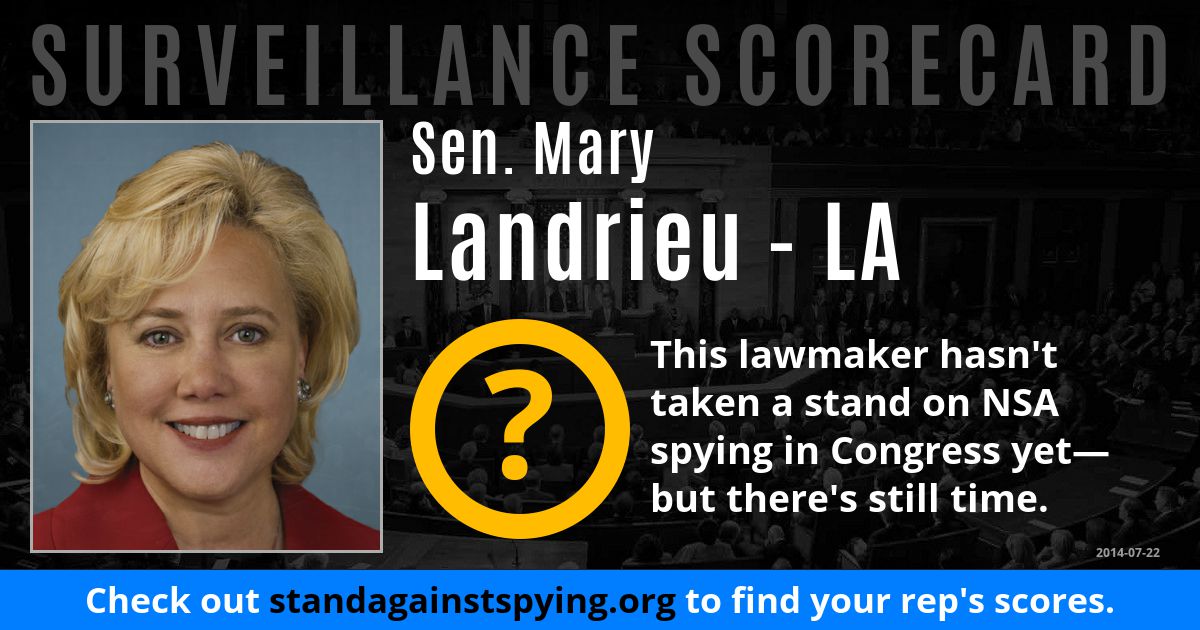 SURVEILLANCE SCORECARD
Sen. Mary
Landrieu - LA
?
This lawmaker hasn't
taken a stand on NSA
spying in Congress yet—
but there's still time.
2014-07-22
Check out standagainstspying.org to find your rep's scores.